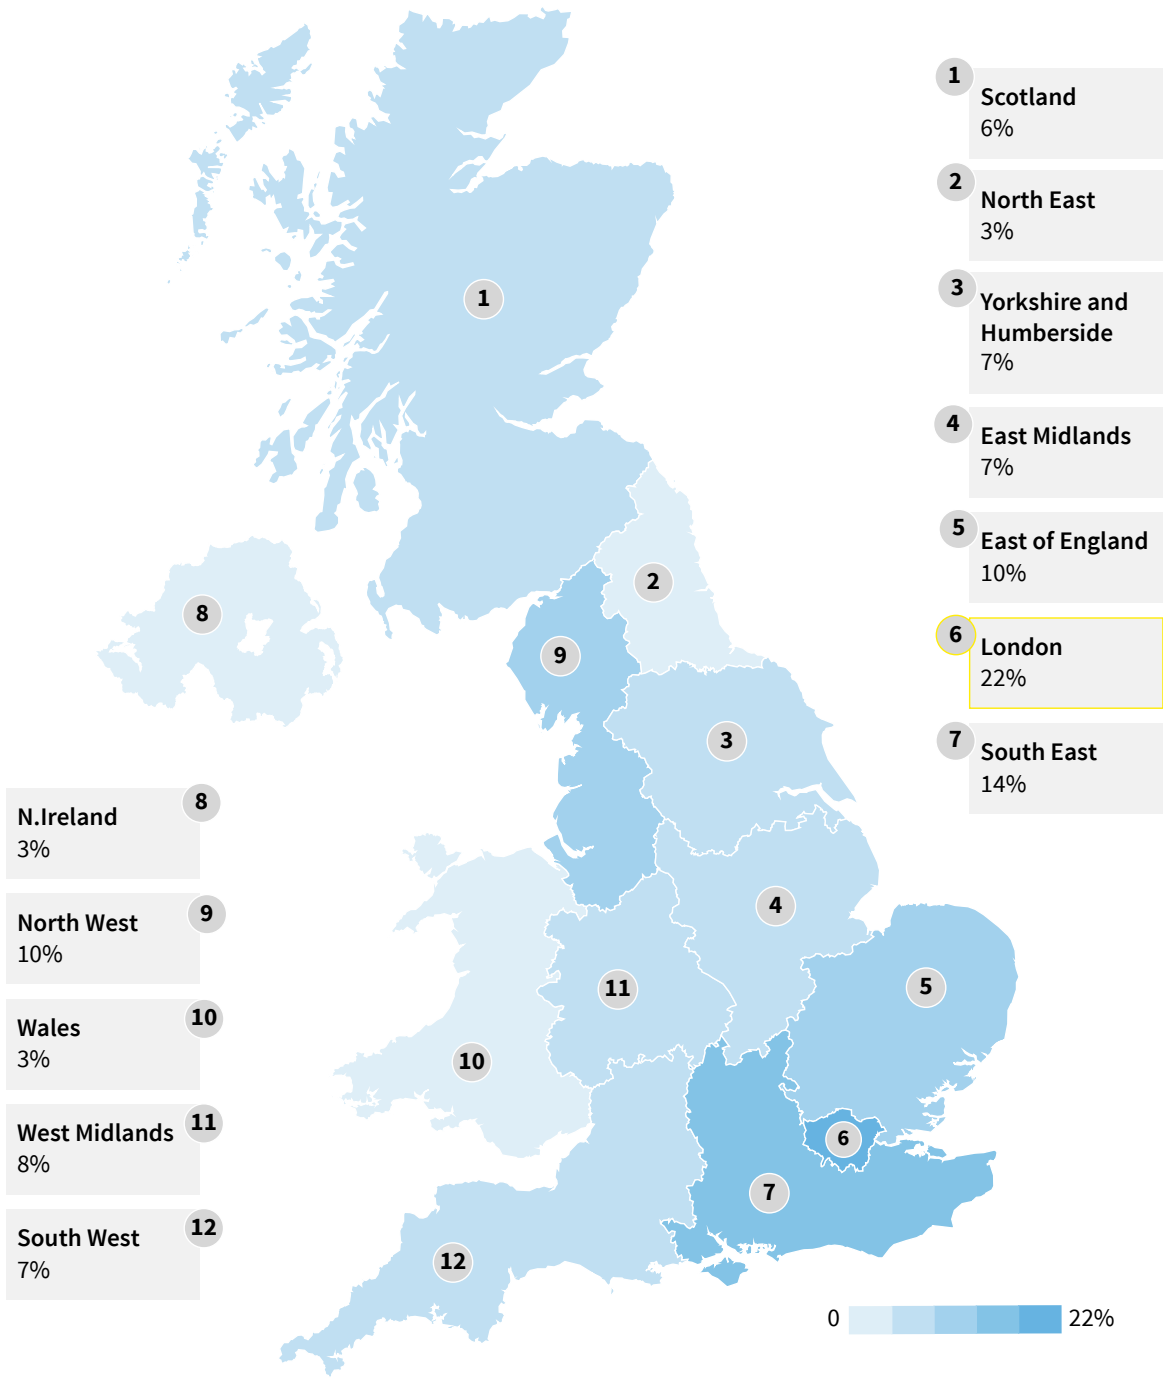 1
Scotland
6%
2
North East
3%
3
Yorkshire and
Humberside
7%
4
East Midlands
7%
5
East of England
10%
6
London
22%
7
South East
14%
8
N.Ireland
3%
9
North West
10%
10
Wales
3%
11
West Midlands
8%
12
South West
7%
1
2
8
9
3
4
5
11
10
6
7
12
0
22%